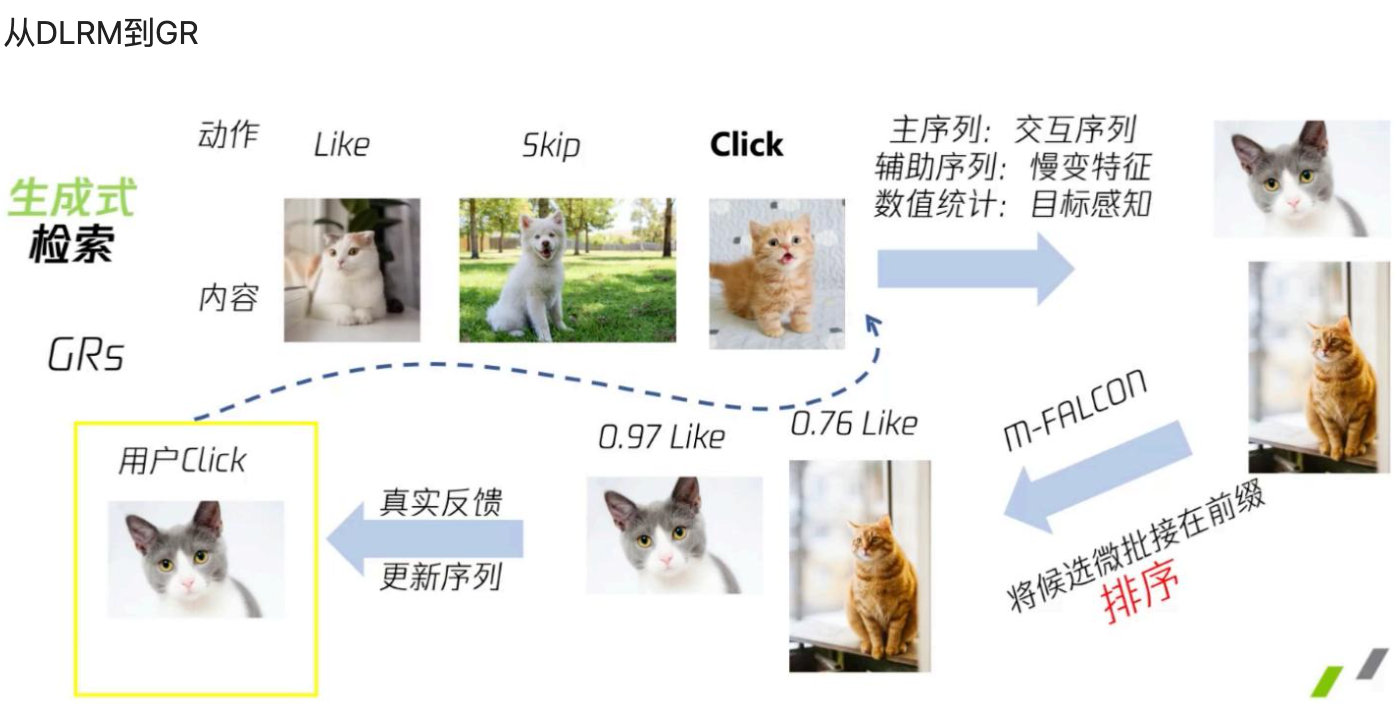 从DLRM到GR
动作
Like
Skip
Click
主序列：交互序列
辅助序列：慢变特征
数值统计：目标感知
生成式
检索
内容
GRs
M-FALCON
将候选微批接在前缀
排序
0.97 Like
0.76 Like
真实反馈
更新序列
用户Click